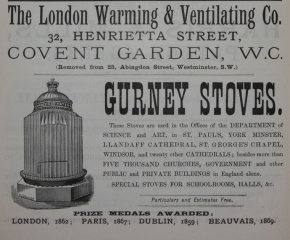 The London Warming & Ventilating Co.
32, HENRIETTA STREET,
COVENT GARDEN, W.C.
(Removed from 23, Abingdon Street, Westminster, S.W.)
GURNEY STOVES.
These Stoves are used in the Offices of the DEPARTMENT of
SCIENCE and ART, in ST. PAUL'S, YORK MINSTER,
LLANDAFF CATHEDRAL, ST. GEORGE'S CHAPEL,
WINDSOR, and twenty other CATHEDRALS; besides more than
FIVE THOUSAND CHURCHES, GOVERNMENT and other
PUBLIC and PRIVATE BUILDINGS in England alone.
SPECIAL STOVES FOR SCHOOLROOMS, HALLS, &c.
Particulars and Estimates Free.
PRIZE MEDALS AWARDED;
LONDON, 1862; PARIS, 1867; DUBLIN, 1859; BEAUVAIS, 1869.